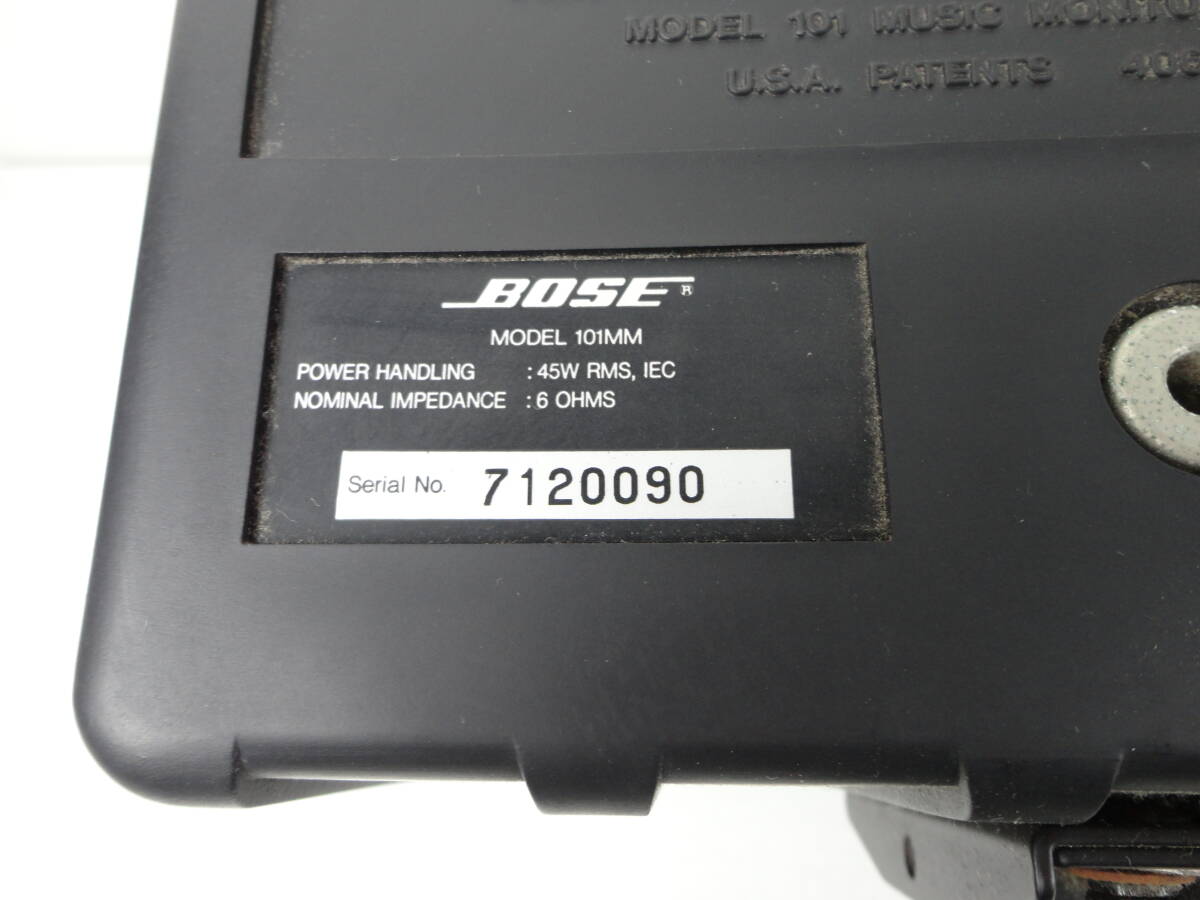 MODEL 101 MUSIC
U.S.A. PATENTS
BOSE ®
MODEL 101MM
POWER HANDLING : 45W RMS, IEC
NOMINAL IMPEDANCE : 6 OHMS
Serial No. 7120090